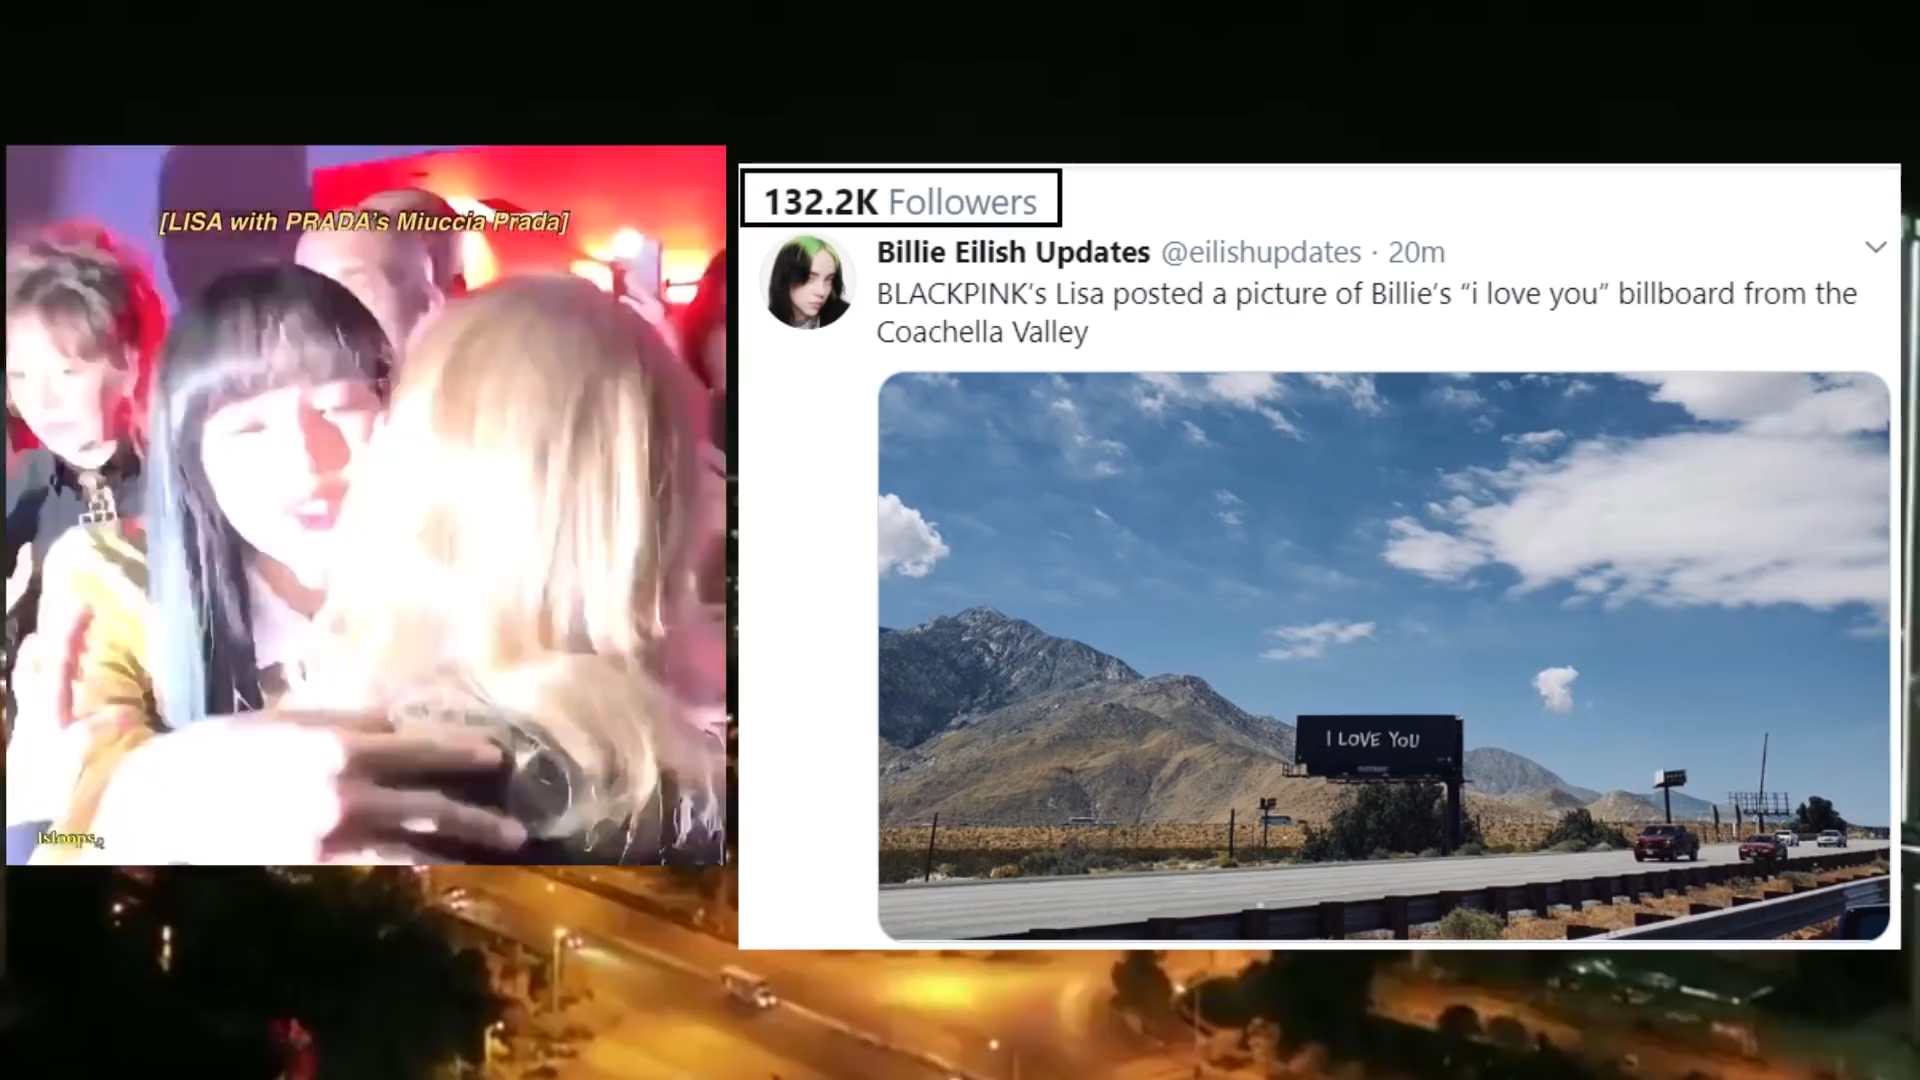 [LISA with PRADA's Miuccia Prada]
lsloops
132.2K Followers
Billie Eilish Updates @eilishupdates · 20m
BLACKPINK's Lisa posted a picture of Billie's “i love you” billboard from the
Coachella Valley
I LOVE YOU